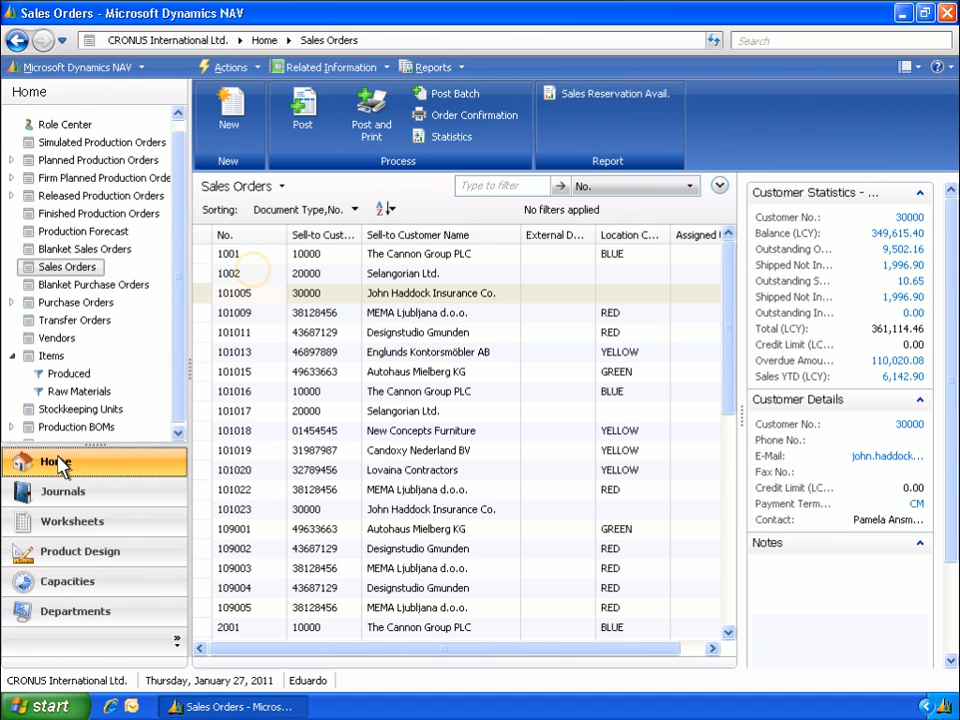 Sales Orders - Microsoft Dynamics NAV
CRONUS International Ltd. Home Sales Orders Search
Microsoft Dynamics NAV Actions Related Information Reports
Home
Role Center
Simulated Production Orders
Planned Production Orders
Firm Planned Production Orde
Released Production Orders
Finished Production Orders
Production Forecast
Blanket Sales Orders
Sales Orders
Blanket Purchase Orders
Purchase Orders
Transfer Orders
Vendors
Items
Produced
Raw Materials
Stockkeeping Units
Production BOMs
Home
Journals
Worksheets
Product Design
Capacities
Departments
New
New
Post
Post and Print
Post Batch
Order Confirmation
Statistics
Process
Sales Reservation Avail.
Report
Sales Orders Type to filter No.
Sorting: Document Type,No. No filters applied
No. Sell-to Cust... Sell-to Customer Name External D... Location C... Assigned
1001 10000 The Cannon Group PLC BLUE
1002 20000 Selangorian Ltd.
101005 30000 John Haddock Insurance Co.
101009 38128456 MEMA Ljubljana d.o.o. RED
101011 43687129 Designstudio Gmunden RED
101013 46897889 Englunds Kontorsmöbler AB YELLOW
101015 49633663 Autohaus Mielberg KG GREEN
101016 10000 The Cannon Group PLC BLUE
101017 20000 Selangorian Ltd.
101018 01454545 New Concepts Furniture YELLOW
101019 31987987 Candoxy Nederland BV YELLOW
101020 32789456 Lovaina Contractors YELLOW
101022 38128456 MEMA Ljubljana d.o.o. RED
101023 30000 John Haddock Insurance Co.
109001 49633663 Autohaus Mielberg KG GREEN
109002 43687129 Designstudio Gmunden RED
109003 38128456 MEMA Ljubljana d.o.o. RED
109004 43687129 Designstudio Gmunden RED
109005 38128456 MEMA Ljubljana d.o.o. RED
2001 10000 The Cannon Group PLC BLUE
Customer Statistics - ...
Customer No.: 30000
Balance (LCY): 349,615.40
Outstanding O... 9,502.16
Shipped Not In... 1,996.90
Outstanding S... 10.65
Shipped Not In... 1,996.90
Outstanding In... 0.00
Total (LCY) 361,114.46
Credit Limit (LC... 0.00
Overdue Amou... 110,020.08
Sales YTD (LCY): 6,142.90
Customer Details
Customer No.: 30000
Phone No.:
E-Mail: john.haddock...
Fax No.:
Credit Limit (LC... 0.00
Payment Term... CM
Contact: Pamela Ansm...
Notes
CRONUS International Ltd. Thursday, January 27, 2011 Eduardo
start Sales Orders - Micros...